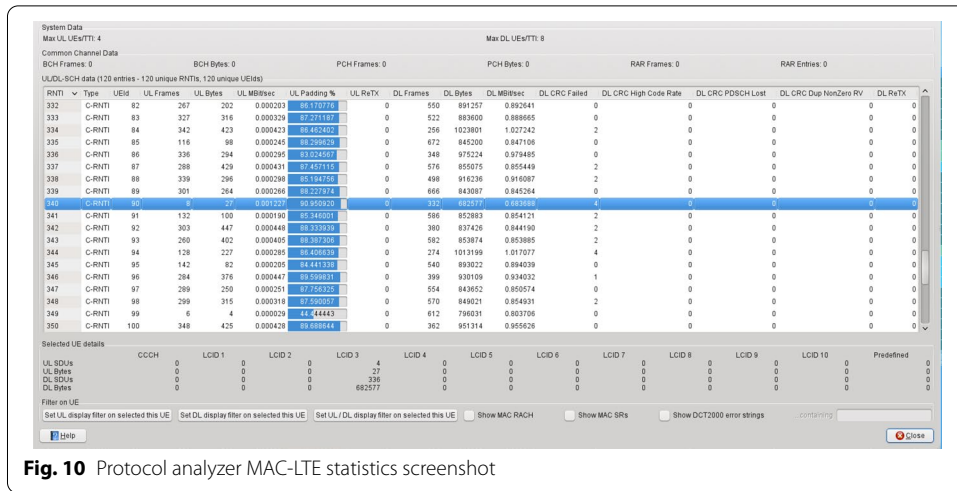 System Data
Max UL UEs/TTI: 4 Max DL UEs/TTI: 8
Common Channel Data
BCH Frames: 0 BCH Bytes: 0 PCH Frames: 0 PCH Bytes: 0 RAR Frames: 0 RAR Entries: 0
UL/DL-SCH data (120 entries - 120 unique RNTIs, 120 unique UEIds)
RNTI Type UEId UL Frames UL Bytes UL MBit/sec UL Padding % UL ReTX DL Frames DL Bytes DL MBit/sec DL CRC Failed DL CRC High Code Rate DL CRC PDSCH Lost DL CRC Dup NonZero RV DL ReTX
332 C-RNTI 82 267 202 0.000203 86.170776 0 550 891257 0.892641 0 0 0 0 0
333 C-RNTI 83 327 316 0.000329 87.271187 0 522 883600 0.888665 0 0 0 0 0
334 C-RNTI 84 342 423 0.000423 86.462402 0 256 1023801 1.027242 2 0 0 0 0
335 C-RNTI 85 116 98 0.000245 88.299629 0 672 845200 0.847106 0 0 0 0 0
336 C-RNTI 86 336 294 0.000295 83.024567 0 348 975224 0.979485 0 0 0 0 0
337 C-RNTI 87 288 429 0.000431 87.457115 0 576 855075 0.855449 2 0 0 0 0
338 C-RNTI 88 339 296 0.000298 85.194756 0 498 916236 0.916087 2 0 0 0 0
339 C-RNTI 89 301 264 0.000266 88.227974 0 666 843087 0.845264 0 0 0 0 0
340 C-RNTI 90 8 27 0.001227 90.950920 0 332 682577 0.683689 4 0 0 0 0
341 C-RNTI 91 132 100 0.000190 85.346001 0 586 852883 0.854121 2 0 0 0 0
342 C-RNTI 92 303 447 0.000448 88.333939 0 380 837426 0.844190 2 0 0 0 0
343 C-RNTI 93 260 402 0.000405 88.367306 0 582 853874 0.853885 2 0 0 0 0
344 C-RNTI 94 128 227 0.000285 86.406639 0 274 1013199 1.017077 4 0 0 0 0
345 C-RNTI 95 142 82 0.000205 84.441338 0 540 893022 0.894039 0 0 0 0 0
346 C-RNTI 96 284 376 0.000447 89.599831 0 399 930109 0.934032 1 0 0 0 0
347 C-RNTI 97 289 250 0.000251 87.756325 0 554 843652 0.850574 0 0 0 0 0
348 C-RNTI 98 299 315 0.000318 87.590057 0 570 849021 0.854931 2 0 0 0 0
349 C-RNTI 99 6 4 0.000029 44.444443 0 612 796031 0.803706 0 0 0 0 0
350 C-RNTI 100 348 425 0.000428 89.688644 0 362 951314 0.955626 0 0 0 0 0
Selected UE details
CCCH LCID 1 LCID 2 LCID 3 LCID 4 LCID 5 LCID 6 LCID 7 LCID 8 LCID 9 LCID 10 Predefined
UL SDUs 0 0 0 4 0 0 0 0 0 0 0 0
UL Bytes 0 0 0 27 0 0 0 0 0 0 0 0
DL SDUs 0 0 0 336 0 0 0 0 0 0 0 0
DL Bytes 0 0 0 682577 0 0 0 0 0 0 0 0
Filter on UE
Set UL display filter on selected this UE Set DL display filter on selected this UE Set UL / DL display filter on selected this UE Show MAC RACH Show MAC SRs Show DCT2000 error strings ...containing
Help Close
Fig. 10 Protocol analyzer MAC-LTE statistics screenshot